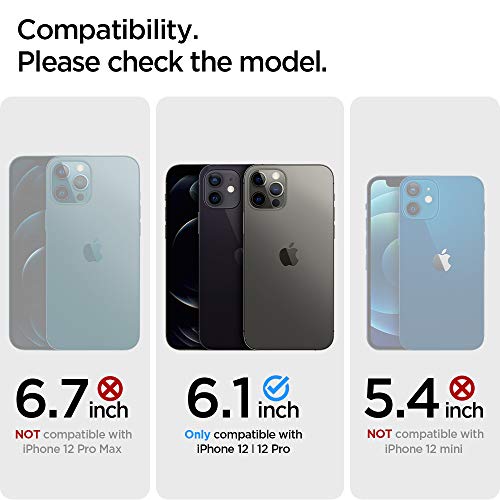 Compatibility.
Please check the model.
6.7 inch
NOT compatible with
iPhone 12 Pro Max
6.1 inch
Only compatible with
iPhone 12 | 12 Pro
5.4 inch
NOT compatible with
iPhone 12 mini